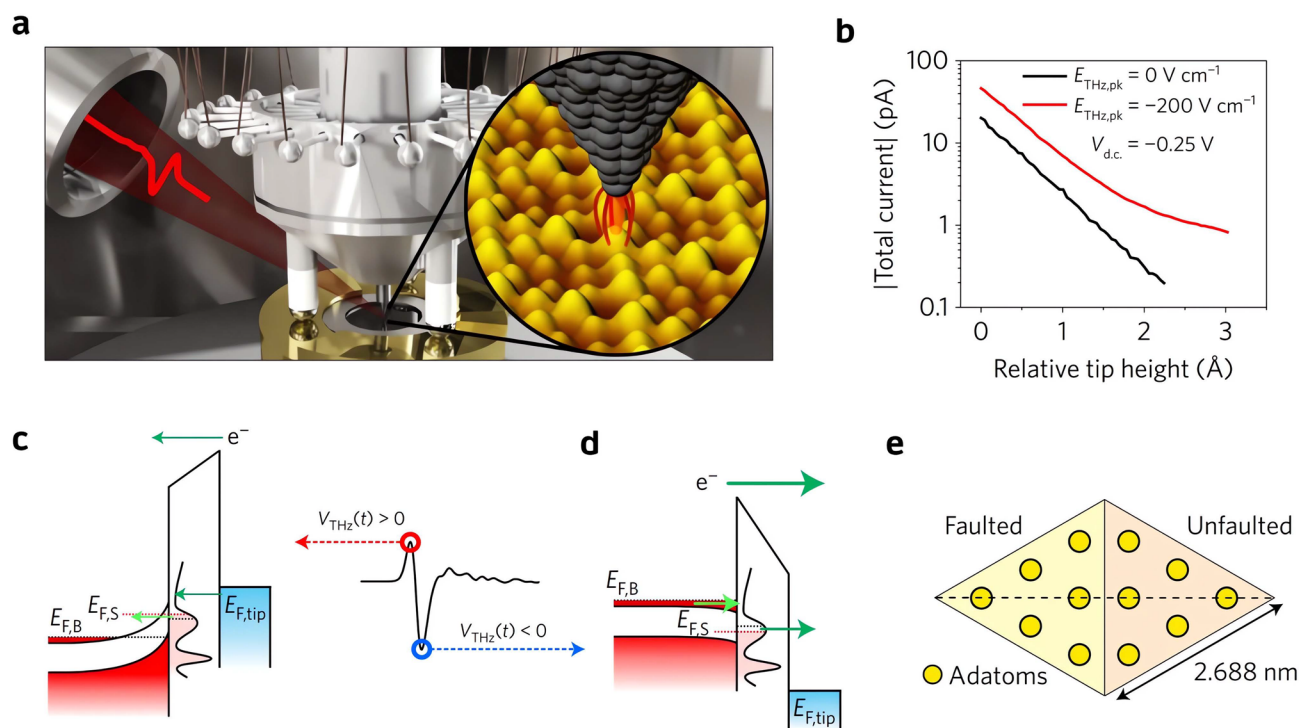 a
b
100
10
1
0.1
|Total current| (pA)
E_THz,pk = 0 V cm⁻¹
E_THz,pk = −200 V cm⁻¹
V_d.c. = −0.25 V
0
1
2
3
Relative tip height (Å)
c
e⁻
E_F,B
E_F,S
E_F,tip
V_THz(t) > 0
V_THz(t) < 0
d
e⁻
E_F,B
E_F,S
E_F,tip
e
Faulted
Unfaulted
Adatoms
2.688 nm